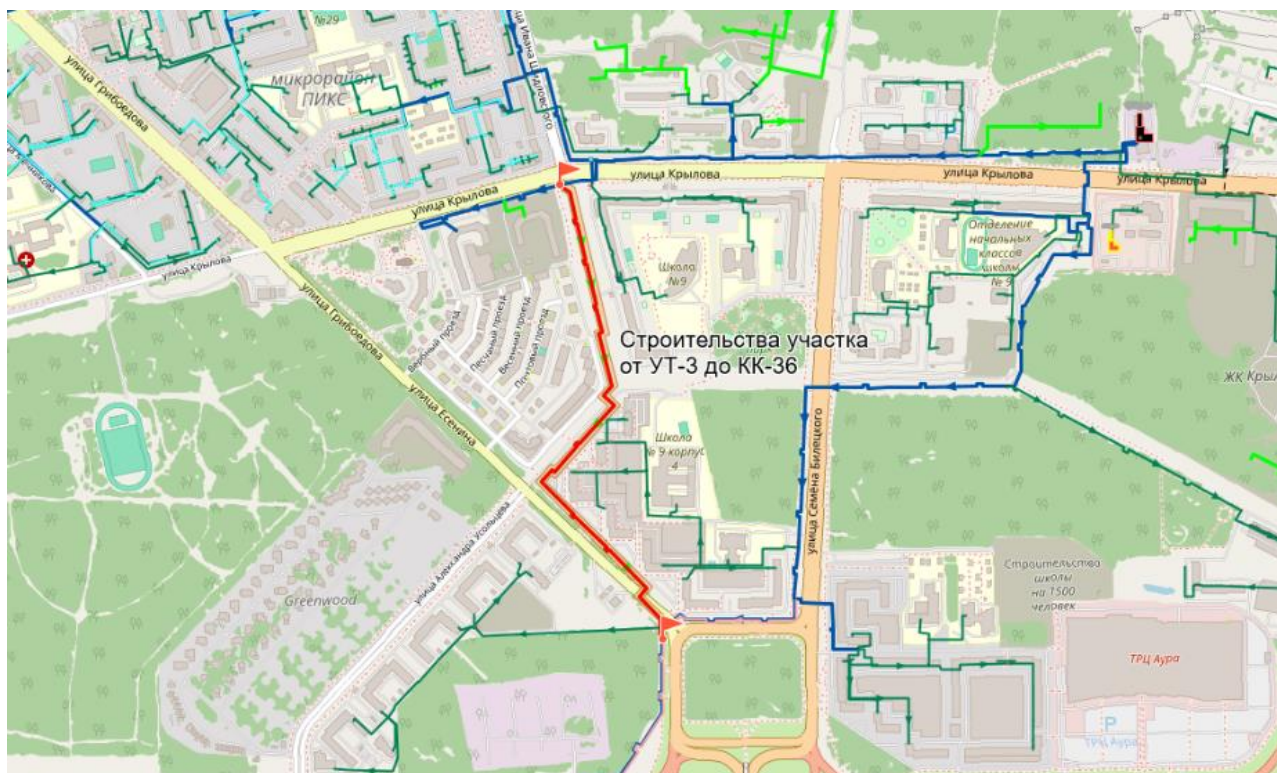 №29
улица Грибоедова
микрорайон
ПИКС
улица Ивана Шидловского
улица Крылова
улица Крылова
улица Крылова
улица Крылова
улица Крылова
Отделение
начальных
классов
школы
№ 9
Школа
№9
парк
Строительства участка
от УТ-3 до КК-36
Вербный проезд
Песчаный проезд
Весенний проезд
Почтовый проезд
улица Грибоедова
улица Есенина
ЖК Крыл
Школа
№ 9 корпус
4
улица Семёна Билецкого
улица Александра Усольцева
Greenwood
Строительство
школы
на 1500
человек
ТРЦ Аура
P
ТРЦ Аура